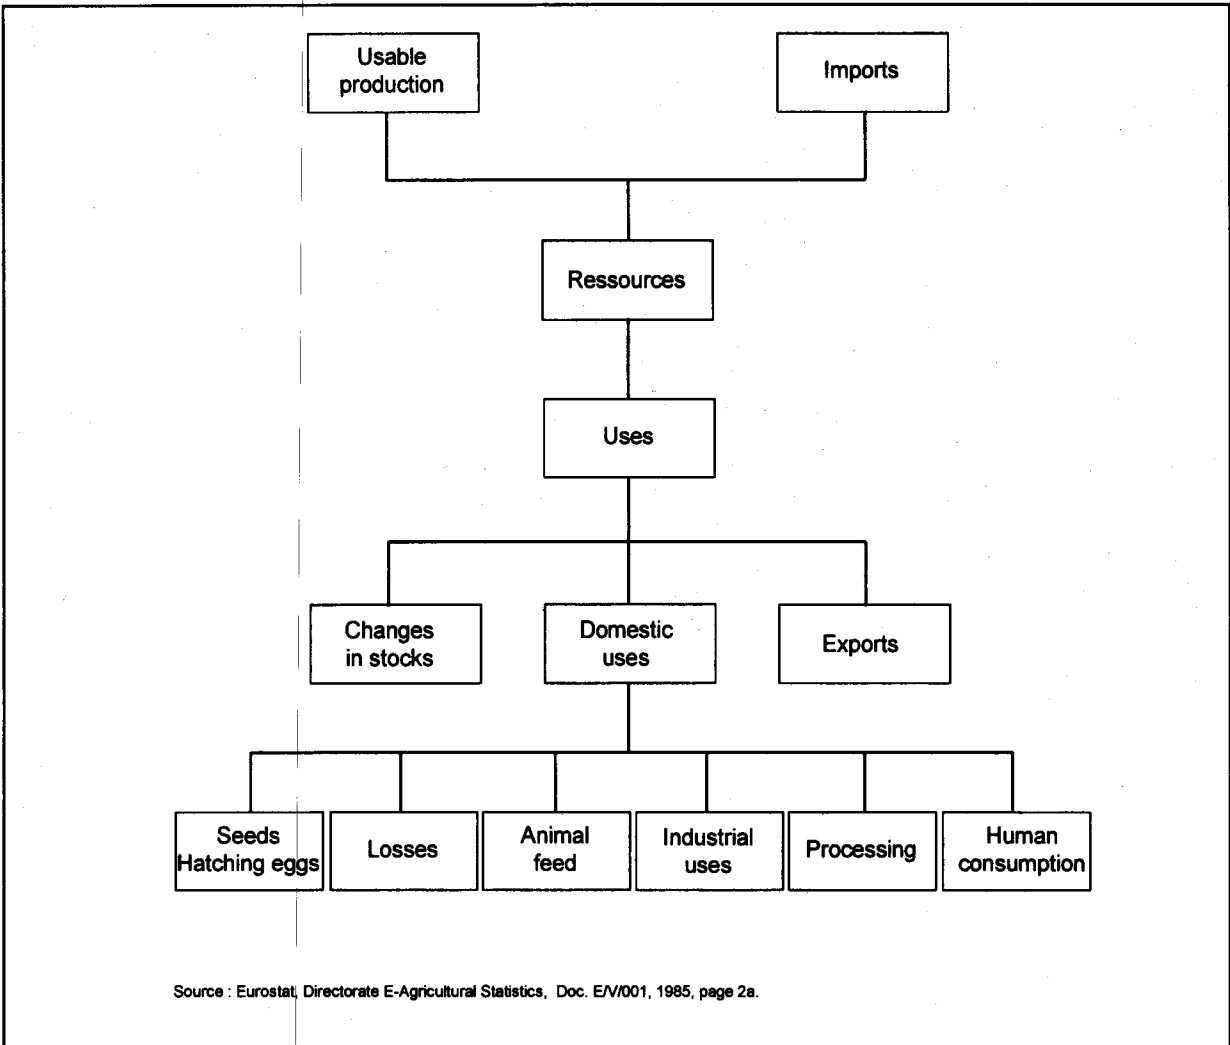 Usable
production
Imports
Ressources
Uses
Changes
in stocks
Domestic
uses
Exports
Seeds
Hatching eggs
Losses
Animal
feed
Industrial
uses
Processing
Human
consumption
Source : Eurostat, Directorate E-Agricultural Statistics, Doc. E/V/001, 1985, page 2a.